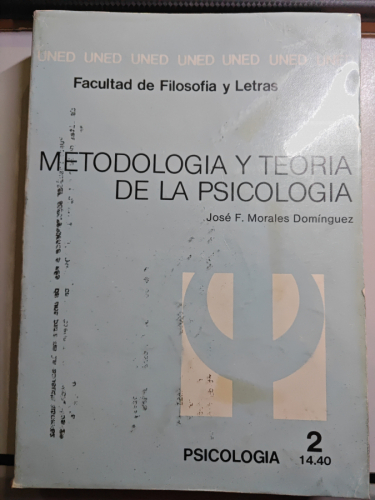 UNED UNED UNED UNED UNED UNED
Facultad de Filosofia y Letras
METODOLOGIA Y TEORIA
DE LA PSICOLOGIA
José F. Morales Domínguez
PSICOLOGIA 2
14.40